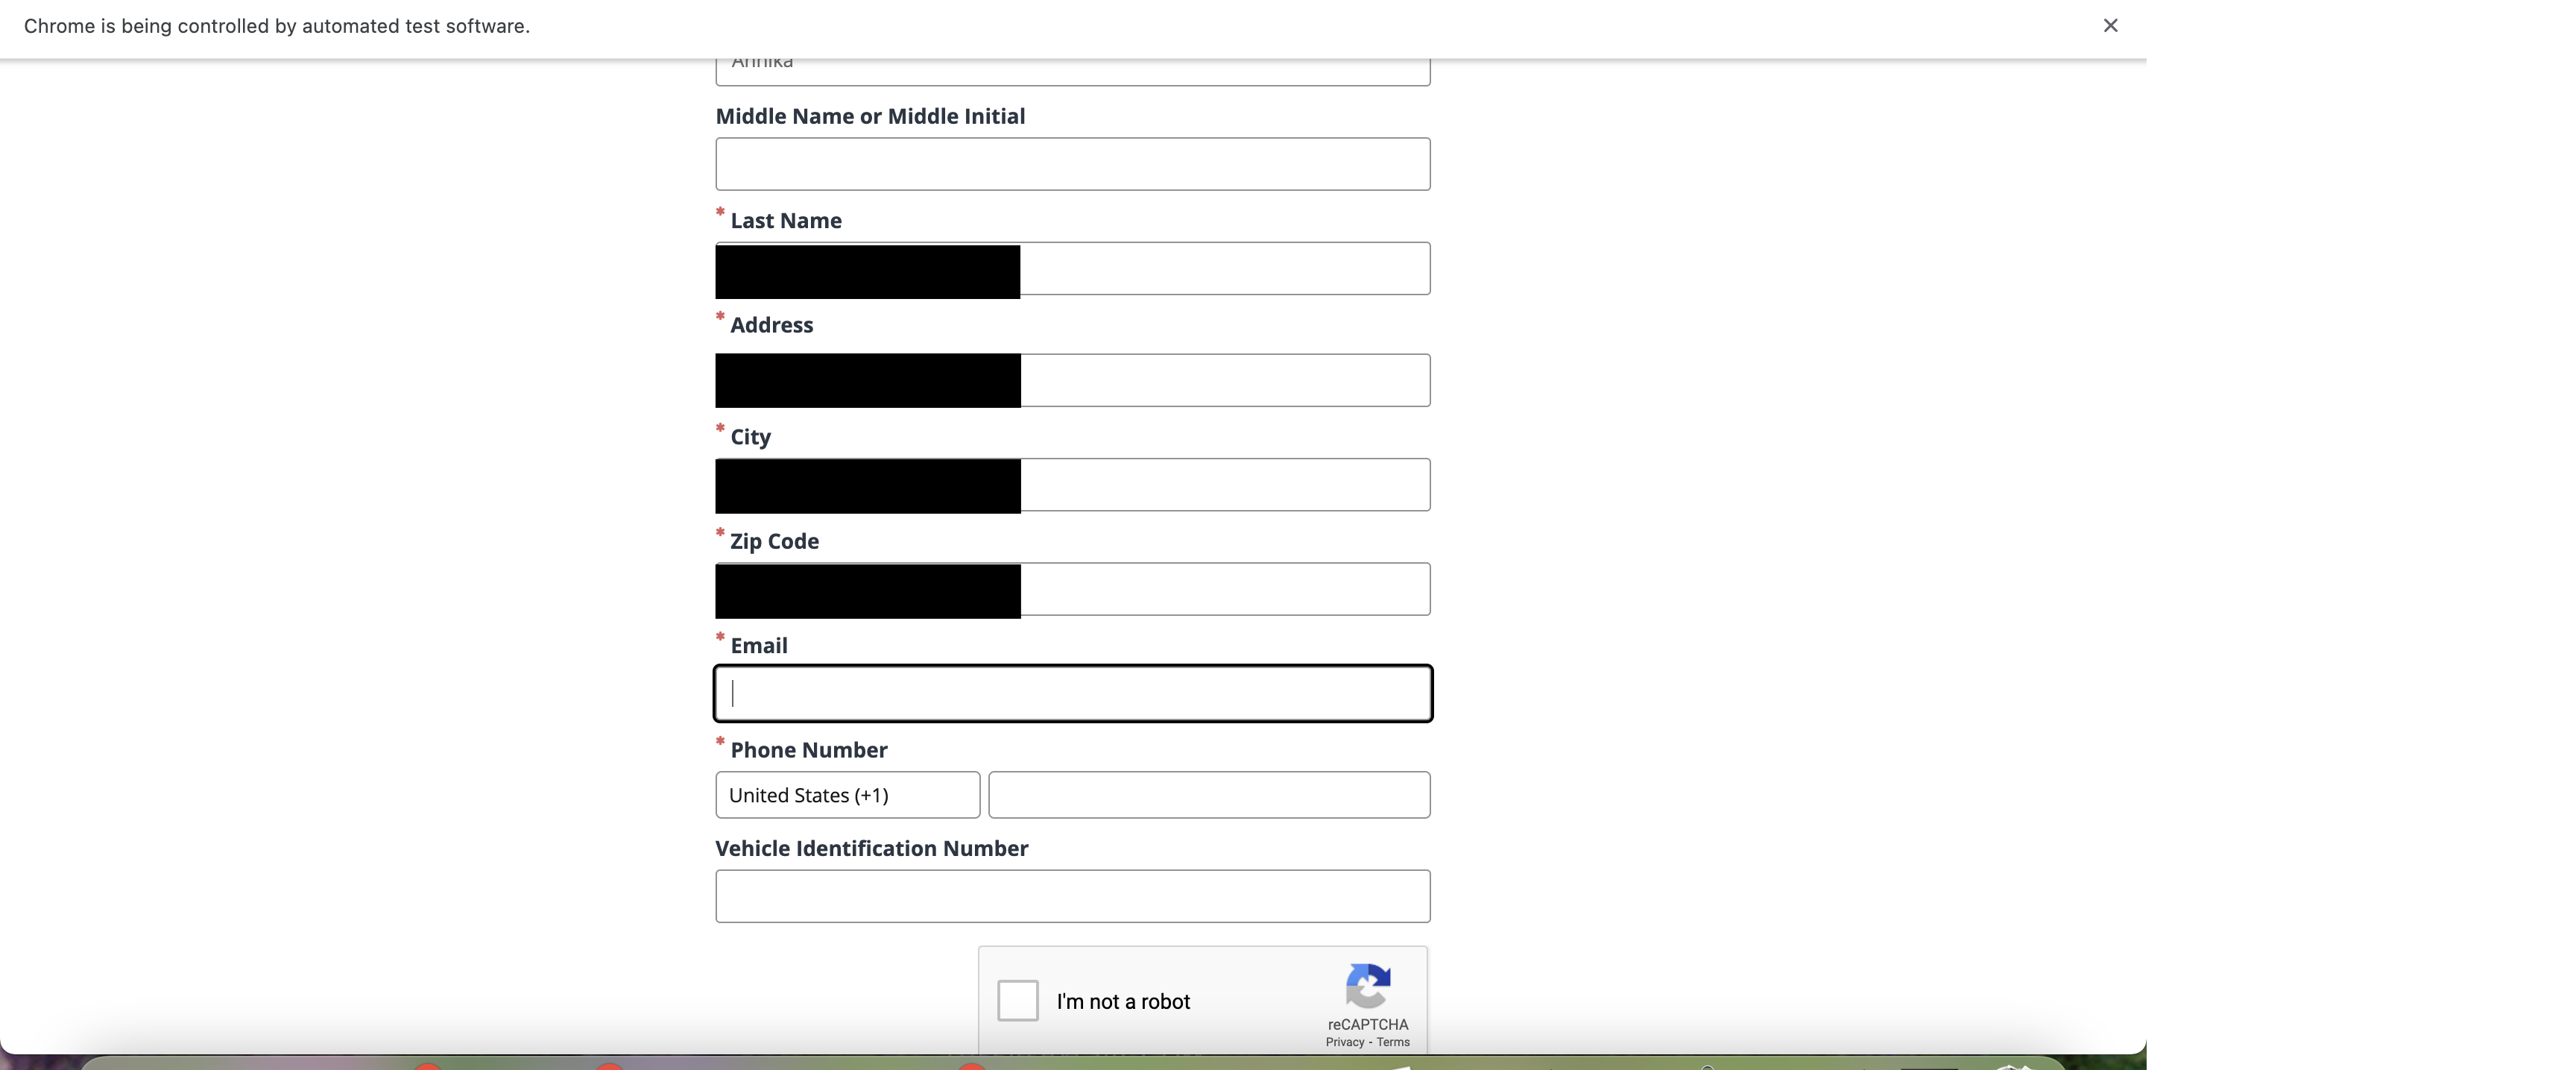 Chrome is being controlled by automated test software.
Annika
Middle Name or Middle Initial
* Last Name
* Address
* City
* Zip Code
* Email
* Phone Number
United States (+1)
Vehicle Identification Number
I'm not a robot
reCAPTCHA
Privacy - Terms